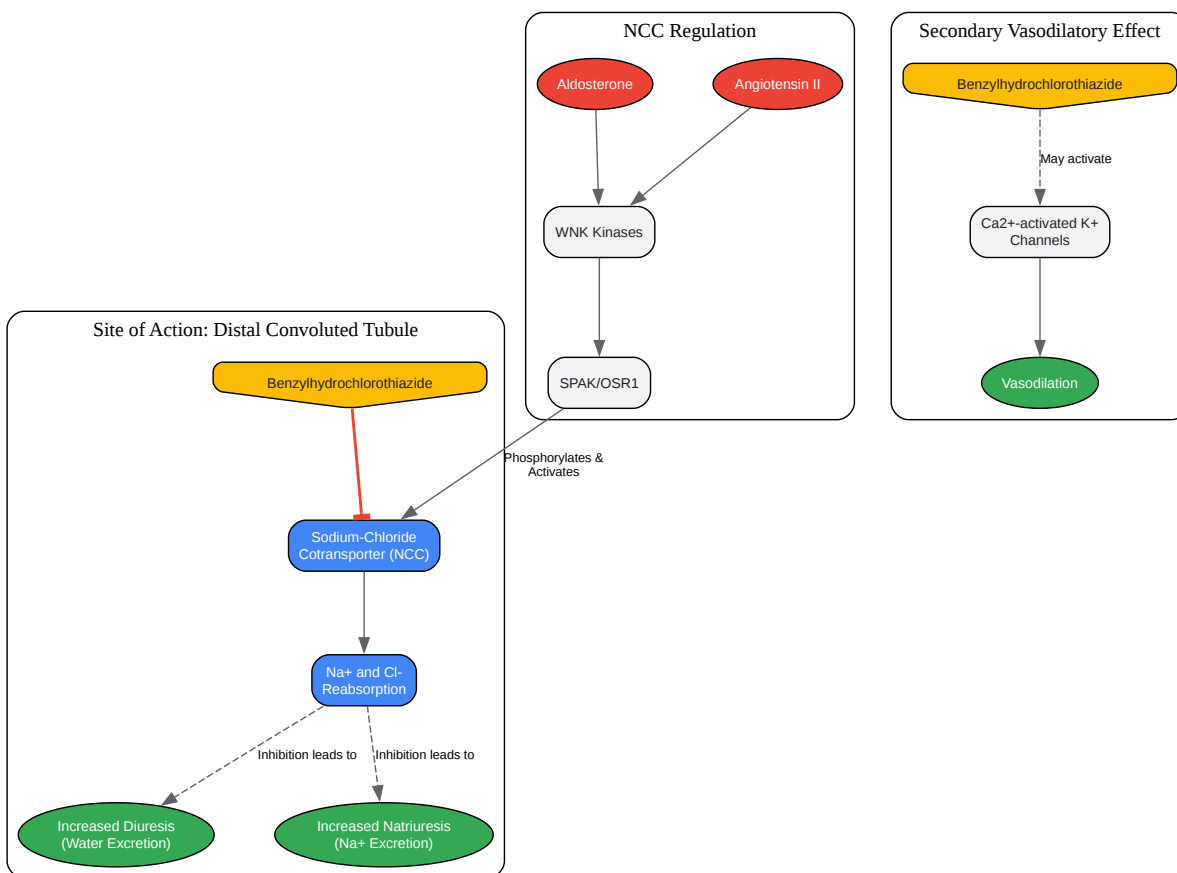 NCC Regulation
Aldosterone
Angiotensin II
WNK Kinases
SPAK/OSR1
Phosphorylates &
Activates
Secondary Vasodilatory Effect
Benzylhydrochlorothiazide
May activate
Ca2+-activated K+
Channels
Vasodilation
Site of Action: Distal Convoluted Tubule
Benzylhydrochlorothiazide
Sodium-Chloride
Cotransporter (NCC)
Na+ and Cl-
Reabsorption
Inhibition leads to
Inhibition leads to
Increased Diuresis
(Water Excretion)
Increased Natriuresis
(Na+ Excretion)